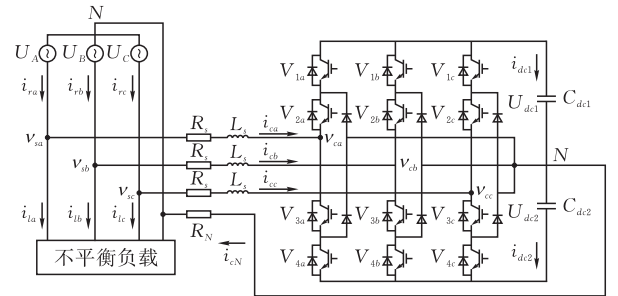 N
U_A U_B U_C
i_ra i_rb i_rc
V_1a V_1b V_1c i_dc1
U_dc1 C_dc1
V_2a V_2b V_2c
v_sa R_s L_s i_ca v_ca
v_sb R_s L_s i_cb v_cb N
v_sc R_s L_s i_cc v_cc
i_la i_lb i_lc
V_3a V_3b V_3c U_dc2 C_dc2
R_N i_cN
不平衡负载
V_4a V_4b V_4c i_dc2